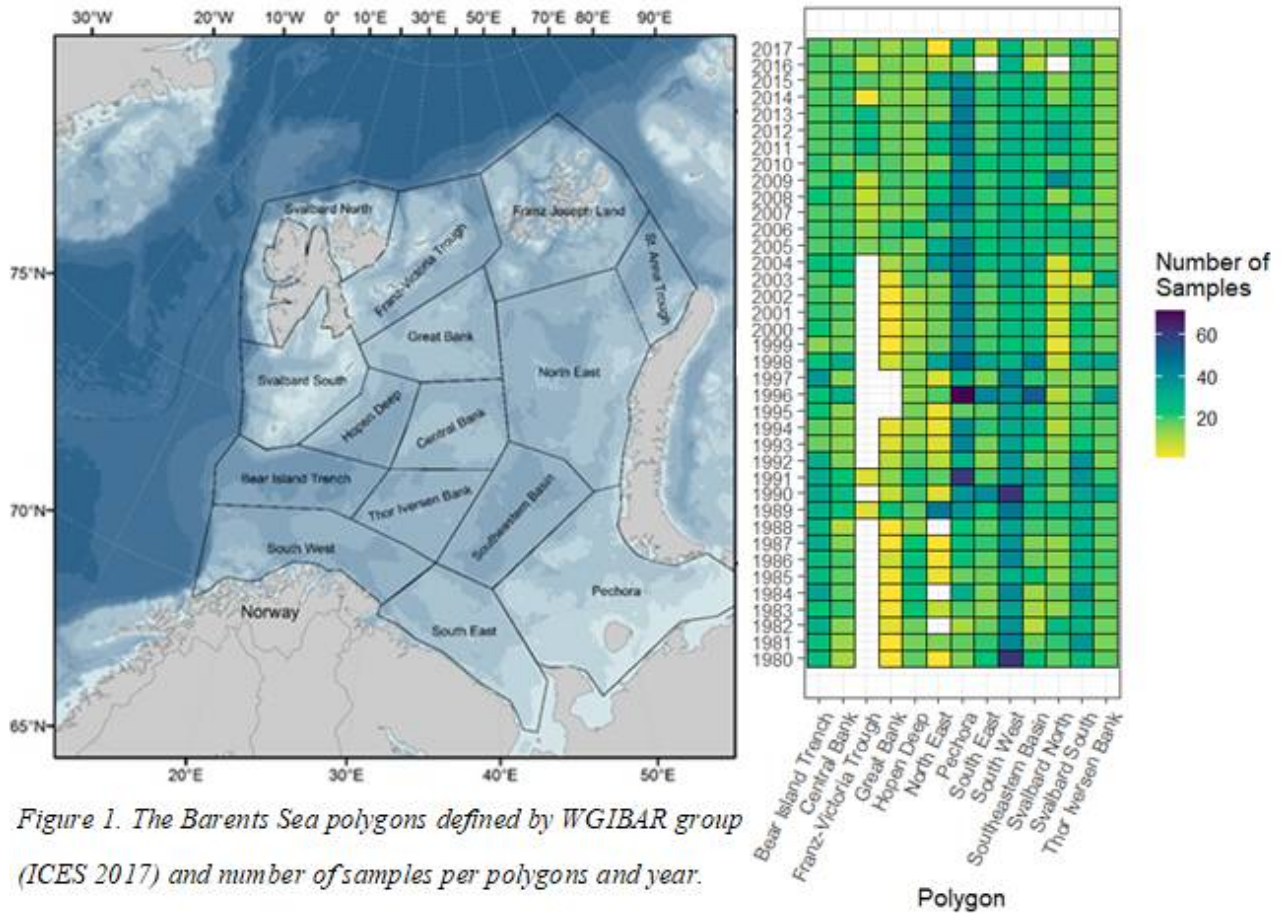 30°W 20°W 10°W 0° 10°E 30°E 50°E 70°E 80°E 90°E
75°N
70°N
65°N
20°E 30°E 40°E 50°E
Svalbard North
Franz Joseph Land
Franz-Victoria Trough
St. Anna Trough
Great Bank
North East
Svalbard South
Hopen Deep
Central Bank
Bear Island Trench
Thor Iversen Bank
Southeastern Basin
South West
Pechora
Norway
South East
2017
2016
2015
2014
2013
2012
2011
2010
2009
2008
2007
2006
2005
2004
2003
2002
2001
2000
1999
1998
1997
1996
1995
1994
1993
1992
1991
1990
1989
1988
1987
1986
1985
1984
1983
1982
1981
1980
Bear Island Trench
Central Bank
Franz-Victoria Trough
Great Bank
Hopen Deep
North East
Pechora
South East
South West
Southeastern Basin
Svalbard North
Svalbard South
Thor Iversen Bank
Polygon
Number of
Samples
60
40
20
Figure 1. The Barents Sea polygons defined by WGIBAR group
(ICES 2017) and number of samples per polygons and year.